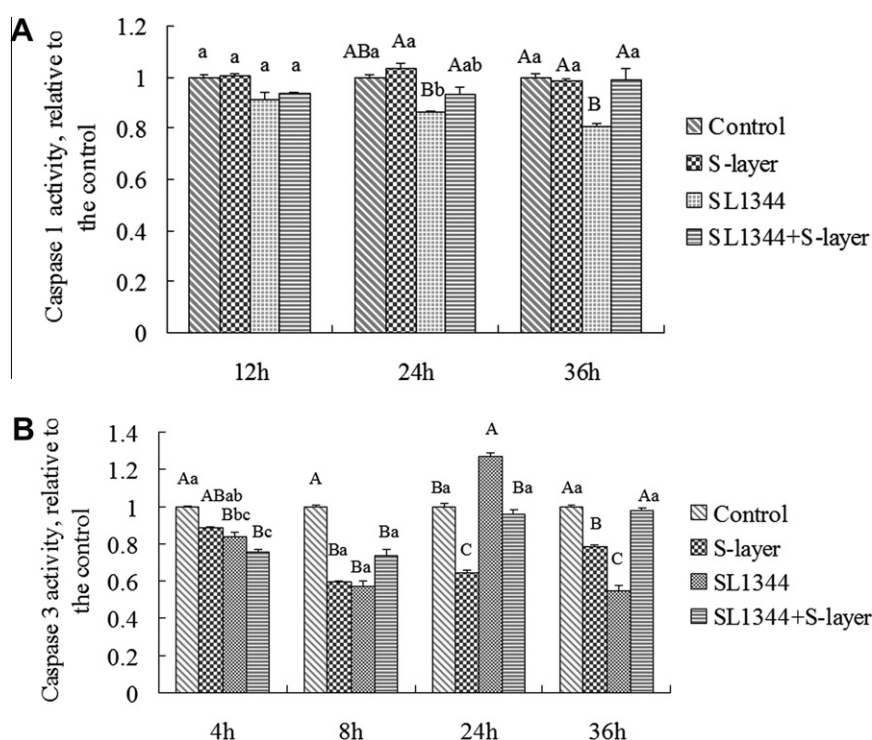 A
Caspase 1 activity, relative to
the control
1.2
1
0.8
0.6
0.4
0.2
0
a a a a
ABa Aa Bb Aab
Aa Aa B Aa
12h 24h 36h
Control
S-layer
SL1344
SL1344+S-layer
B
Caspase 3 activity, relative to
the control
1.4
1.2
1
0.8
0.6
0.4
0.2
0
Aa ABab Bbc Bc
A Ba Ba Ba
Ba C A Ba
Aa B C Aa
4h 8h 24h 36h
Control
S-layer
SL1344
SL1344+S-layer